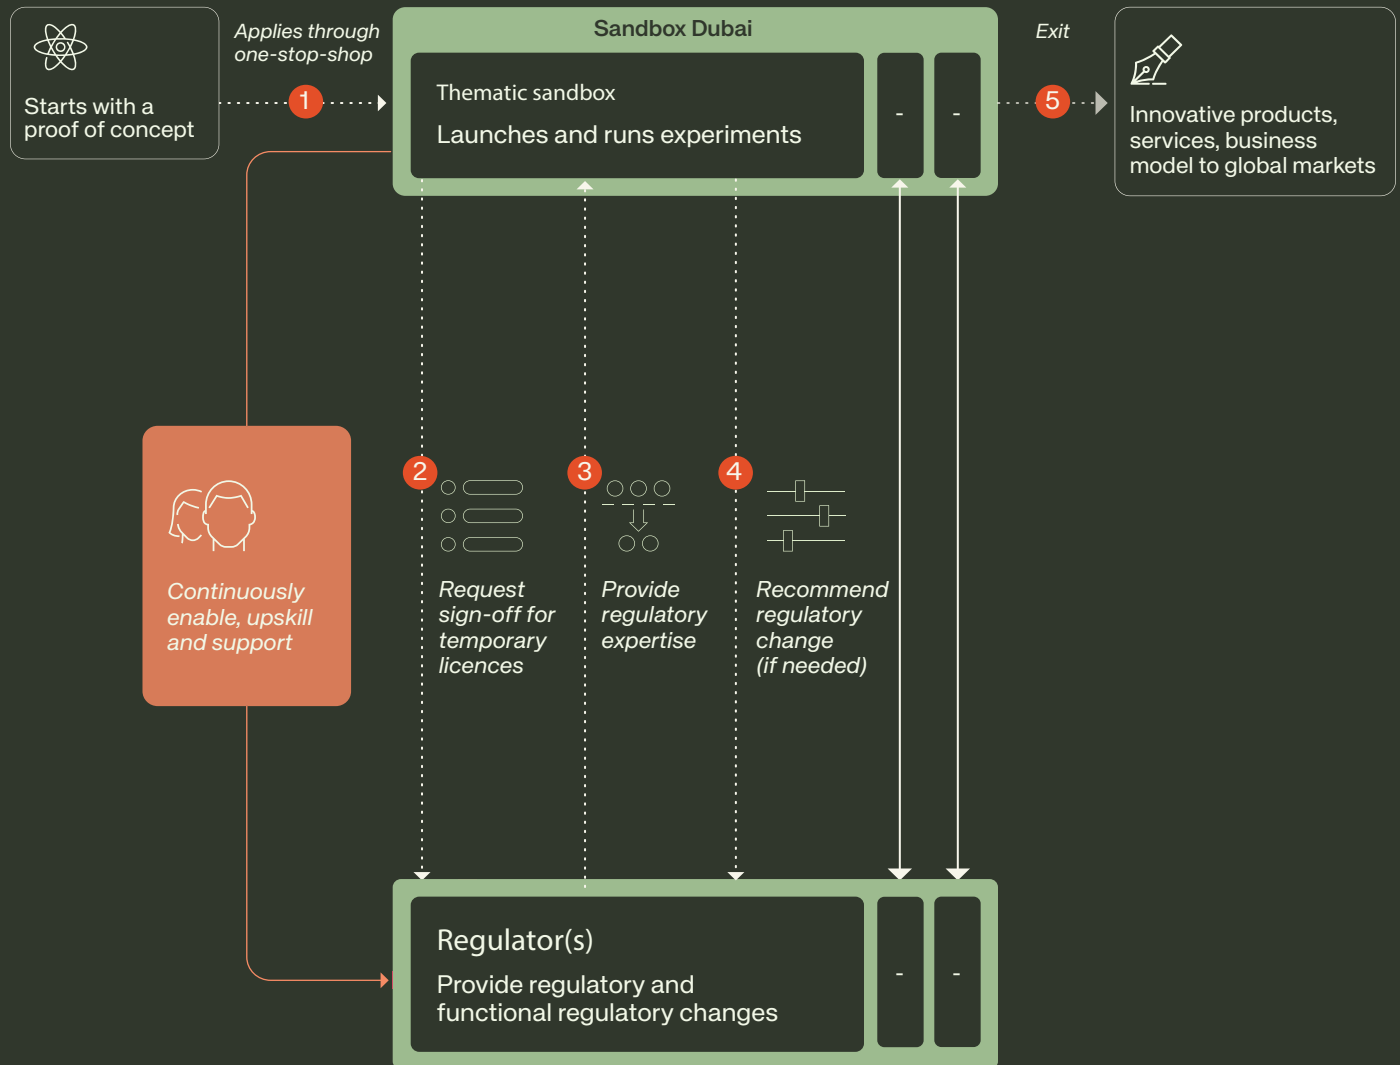 Starts with a
proof of concept
Applies through
one-stop-shop
1
Sandbox Dubai
Thematic sandbox
Launches and runs experiments
-
-
Exit
5
Innovative products,
services, business
model to global markets
Continuously
enable, upskill
and support
2
Request
sign-off for
temporary
licences
3
Provide
regulatory
expertise
4
Recommend
regulatory
change
(if needed)
Regulator(s)
Provide regulatory and
functional regulatory changes
-
-